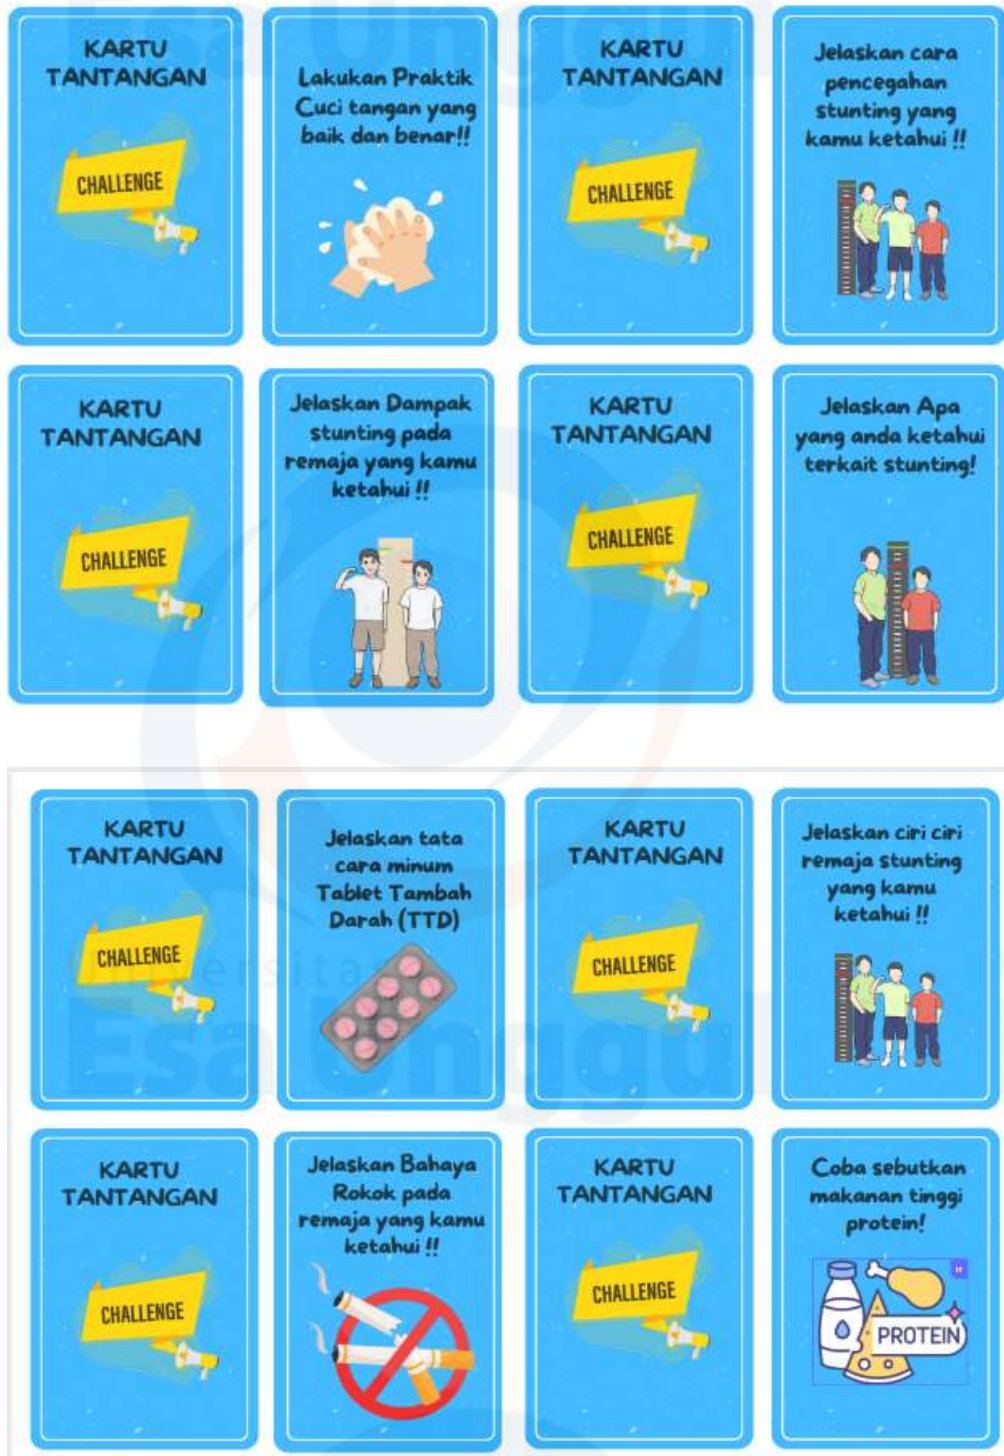 KARTU
TANTANGAN
CHALLENGE
Lakukan Praktik
Cuci tangan yang
baik dan benar!!
KARTU
TANTANGAN
CHALLENGE
Jelaskan cara
pencegahan
stunting yang
kamu ketahui !!
KARTU
TANTANGAN
CHALLENGE
Jelaskan Dampak
stunting pada
remaja yang kamu
ketahui !!
KARTU
TANTANGAN
CHALLENGE
Jelaskan Apa
yang anda ketahui
terkait stunting!
KARTU
TANTANGAN
CHALLENGE
Jelaskan tata
cara minum
Tablet Tambah
Darah (TTD)
KARTU
TANTANGAN
CHALLENGE
Jelaskan ciri ciri
remaja stunting
yang kamu
ketahui !!
Universitas
Esa Unggul
KARTU
TANTANGAN
CHALLENGE
Jelaskan Bahaya
Rokok pada
remaja yang kamu
ketahui !!
KARTU
TANTANGAN
CHALLENGE
Coba sebutkan
makanan tinggi
protein!
PROTEIN